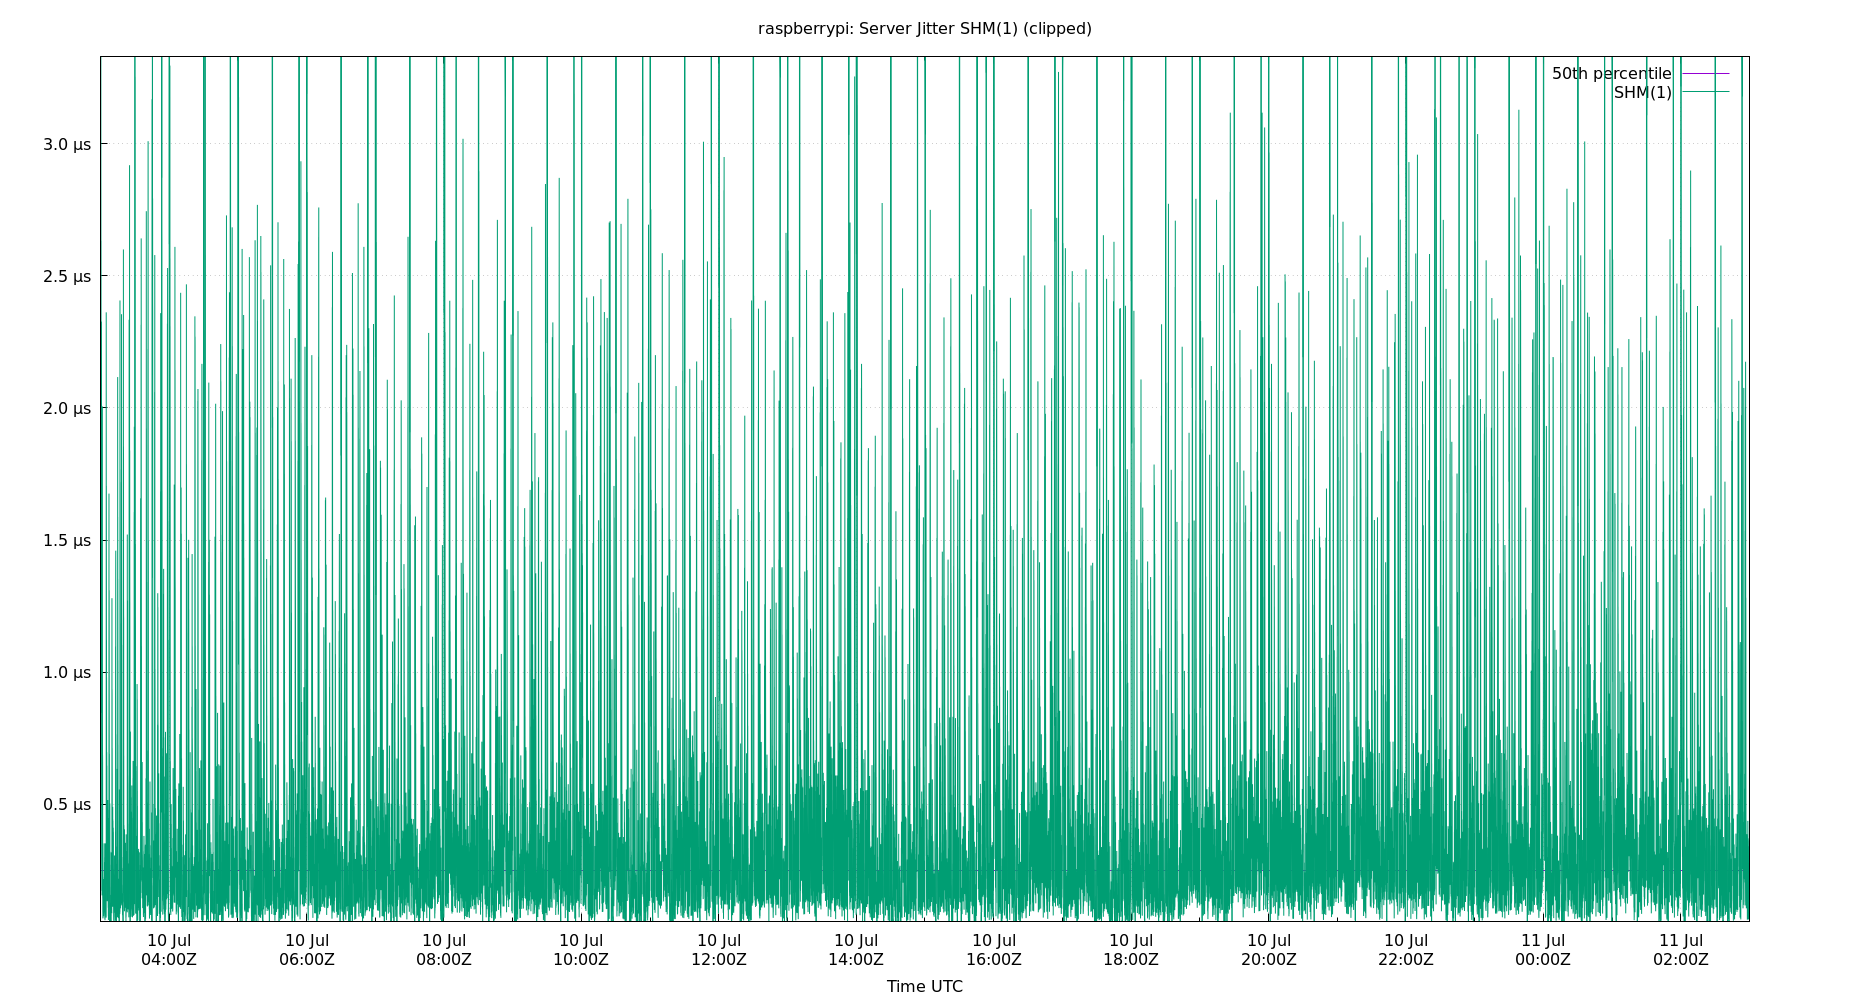 raspberrypi: Server Jitter SHM(1) (clipped)
50th percentile
SHM(1)
3.0 µs
2.5 µs
2.0 µs
1.5 µs
1.0 µs
0.5 µs
10 Jul 10 Jul 10 Jul 10 Jul 10 Jul 10 Jul 10 Jul 10 Jul 10 Jul 10 Jul 11 Jul 11 Jul
04:00Z 06:00Z 08:00Z 10:00Z 12:00Z 14:00Z 16:00Z 18:00Z 20:00Z 22:00Z 00:00Z 02:00Z
Time UTC